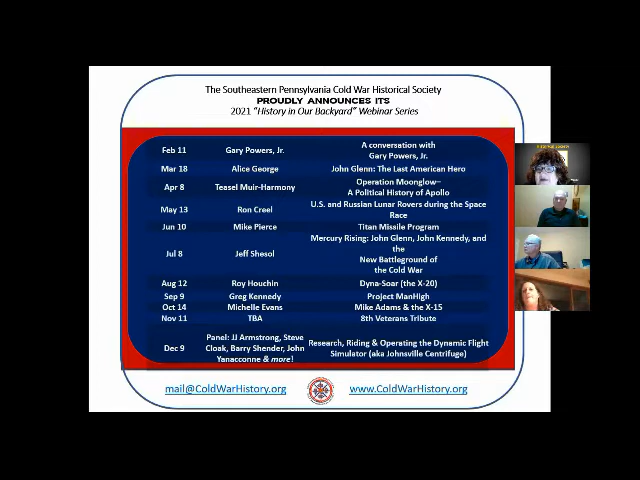 The Southeastern Pennsylvania Cold War Historical Society
PROUDLY ANNOUNCES ITS
2021 "History in Our Backyard" Webinar Series
Feb 11 Gary Powers, Jr. A conversation with
Gary Powers, Jr.
Mar 18 Alice George John Glenn: The Last American Hero
Apr 8 Teasel Muir-Harmony Operation Moonglow—
A Political History of Apollo
May 13 Ron Creel U.S. and Russian Lunar Rovers during the Space
Race
Jun 10 Mike Pierce Titan Missile Program
Jul 8 Jeff Shesol Mercury Rising: John Glenn, John Kennedy, and
the
New Battleground of
the Cold War
Aug 12 Roy Houchin Dyna-Soar (the X-20)
Sep 9 Greg Kennedy Project ManHigh
Oct 14 Michelle Evans Mike Adams & the X-15
Nov 11 TBA 8th Veterans Tribute
Dec 9 Panel: JJ Armstrong, Steve
Cloak, Barry Shender, John
Yanacconne & more!
Research, Riding & Operating the Dynamic Flight
Simulator (aka Johnsville Centrifuge)
mail@ColdWarHistory.org www.ColdWarHistory.org